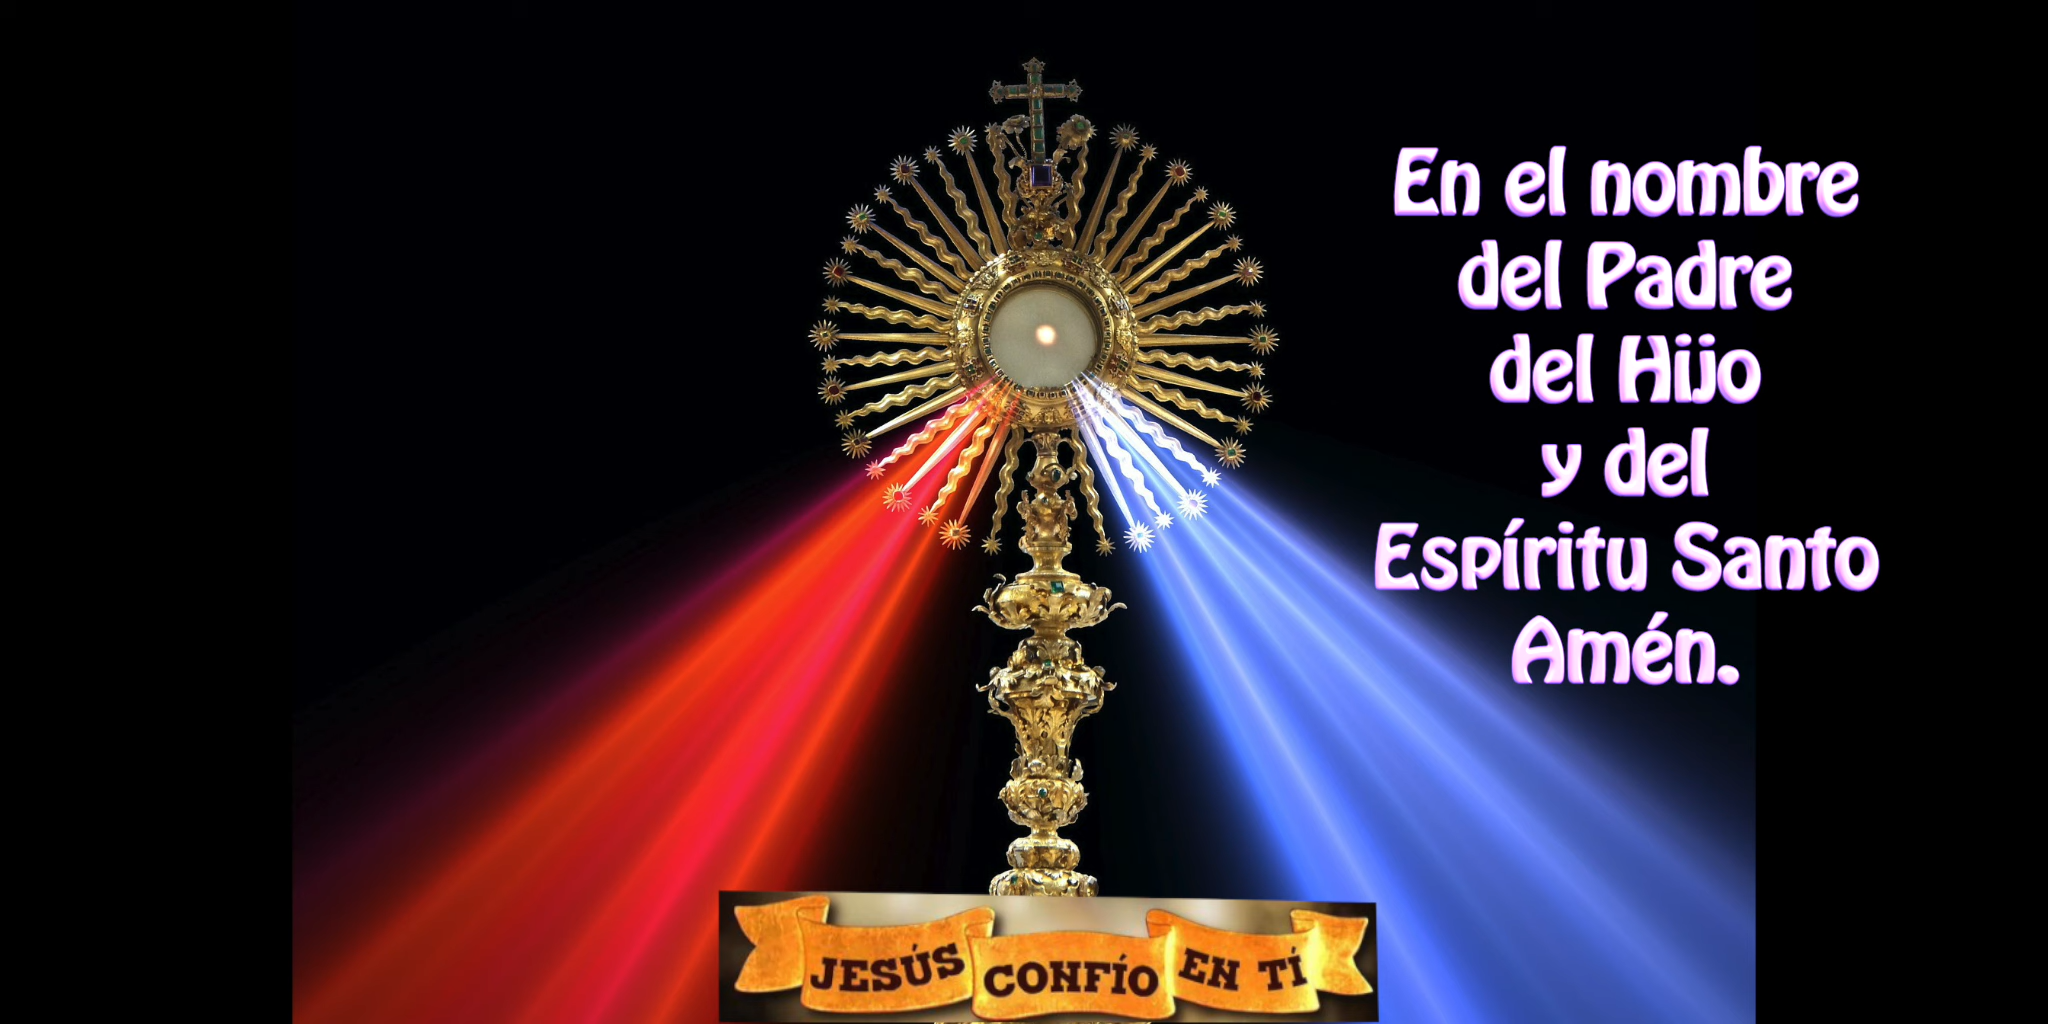 En el nombre
del Padre
del Hijo
y del
Espíritu Santo
Amén.
JESÚS CONFÍO EN TÍ